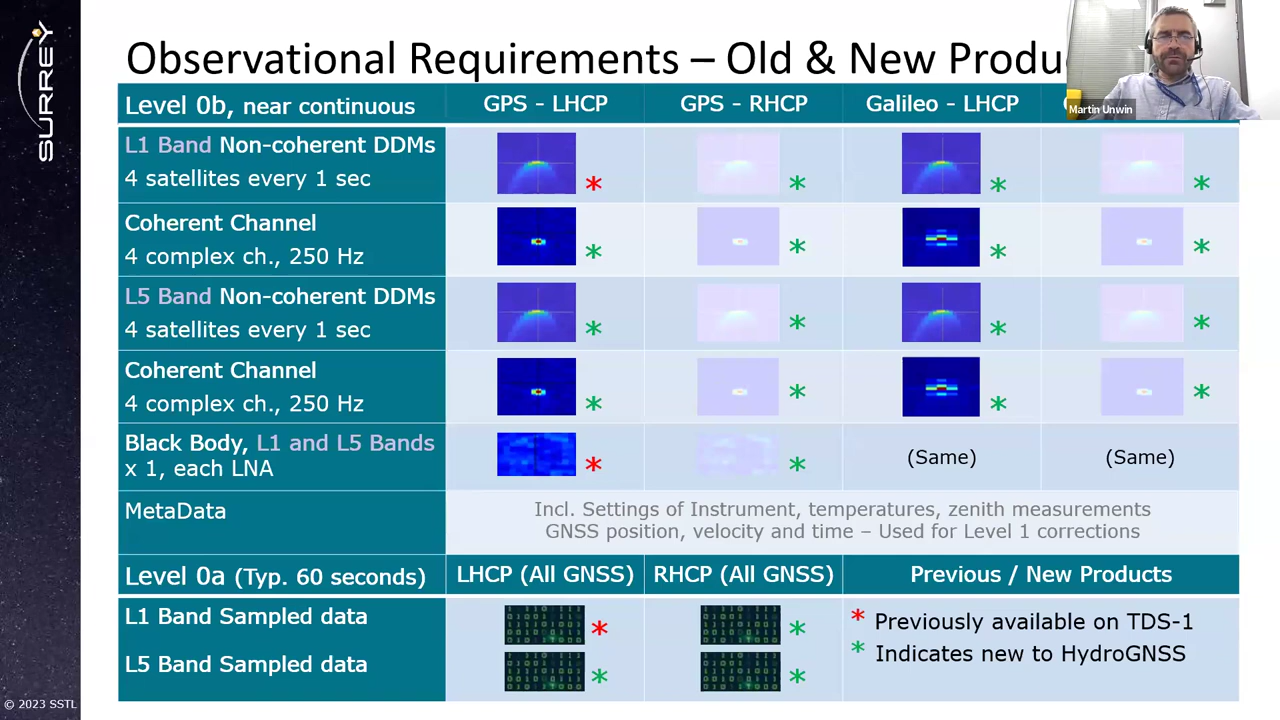 SURREY
Observational Requirements – Old & New Produ
Martin Unwin
Level 0b, near continuous
GPS - LHCP
GPS - RHCP
Galileo - LHCP
L1 Band Non-coherent DDMs
4 satellites every 1 sec
*
*
*
*
Coherent Channel
4 complex ch., 250 Hz
*
*
*
*
L5 Band Non-coherent DDMs
4 satellites every 1 sec
*
*
*
*
Coherent Channel
4 complex ch., 250 Hz
*
*
*
*
Black Body, L1 and L5 Bands
x 1, each LNA
*
*
(Same)
(Same)
MetaData
Incl. Settings of Instrument, temperatures, zenith measurements
GNSS position, velocity and time – Used for Level 1 corrections
Level 0a (Typ. 60 seconds)
LHCP (All GNSS)
RHCP (All GNSS)
Previous / New Products
L1 Band Sampled data
*
*
L5 Band Sampled data
*
*
* Previously available on TDS-1
* Indicates new to HydroGNSS
© 2023 SSTL